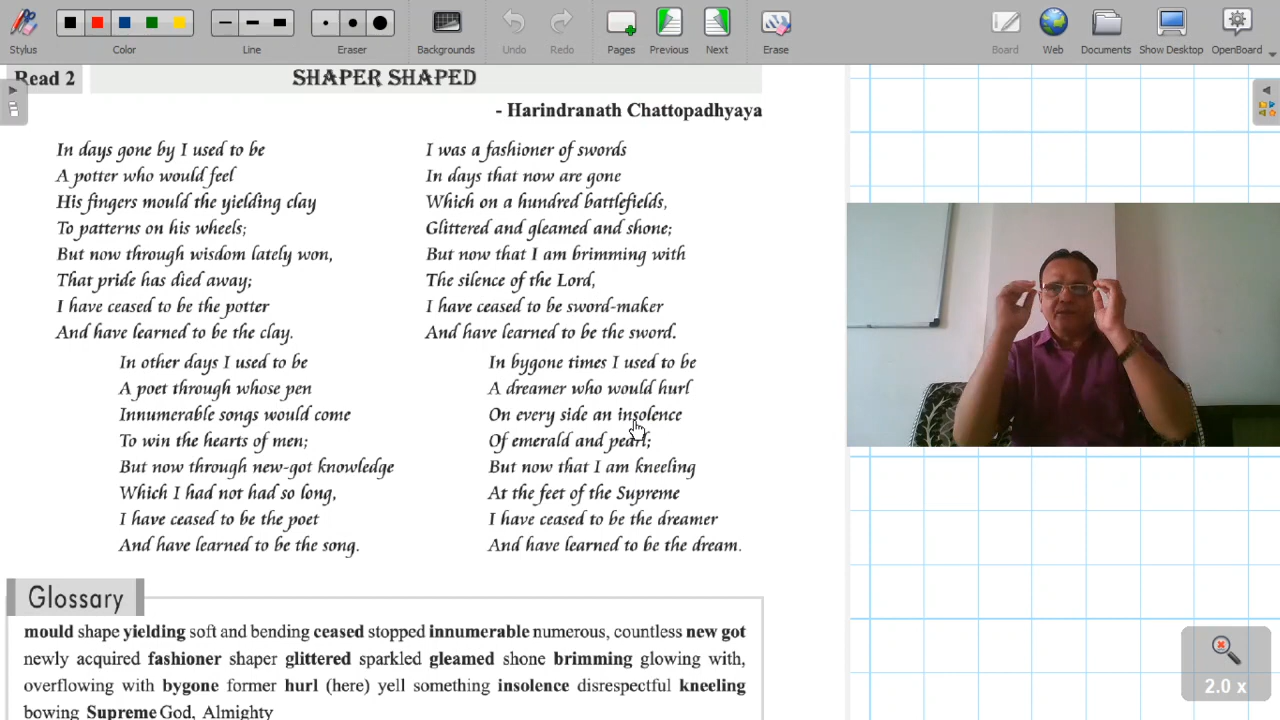 Stylus
Color
Line
Eraser
Backgrounds
Undo
Redo
Pages
Previous
Next
Erase
Board
Web
Documents
Show Desktop
OpenBoard
Read 2
SHAPER SHAPED
- Harindranath Chattopadhyaya
In days gone by I used to be
A potter who would feel
His fingers mould the yielding clay
To patterns on his wheels;
But now through wisdom lately won,
That pride has died away;
I have ceased to be the potter
And have learned to be the clay.
In other days I used to be
A poet through whose pen
Innumerable songs would come
To win the hearts of men;
But now through new-got knowledge
Which I had not had so long,
I have ceased to be the poet
And have learned to be the song.
I was a fashioner of swords
In days that now are gone
Which on a hundred battlefields,
Glittered and gleamed and shone;
But now that I am brimming with
The silence of the Lord,
I have ceased to be sword-maker
And have learned to be the sword.
In bygone times I used to be
A dreamer who would hurl
On every side an insolence
Of emerald and pearl;
But now that I am kneeling
At the feet of the Supreme
I have ceased to be the dreamer
And have learned to be the dream.
Glossary
mould shape yielding soft and bending ceased stopped innumerable numerous, countless new got
newly acquired fashioner shaper glittered sparkled gleamed shone brimming glowing with,
overflowing with bygone former hurl (here) yell something insolence disrespectful kneeling
bowing Supreme God, Almighty
2.0 x